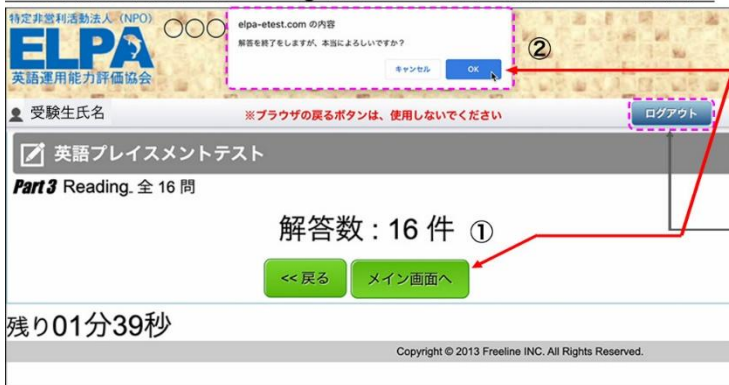 特定非営利活動法人（NPO）
ELPA
英語運用能力評価協会
○○○
elpa-etest.com の内容
解答を終了をしますが、本当によろしいですか？
キャンセル
OK
②
受験生氏名
※ブラウザの戻るボタンは、使用しないでください
ログアウト
英語プレイスメントテスト
Part 3 Reading. 全 16 問
解答数 : 16 件
①
<< 戻る
メイン画面へ
残り01分39秒
Copyright © 2013 Freeline INC. All Rights Reserved.